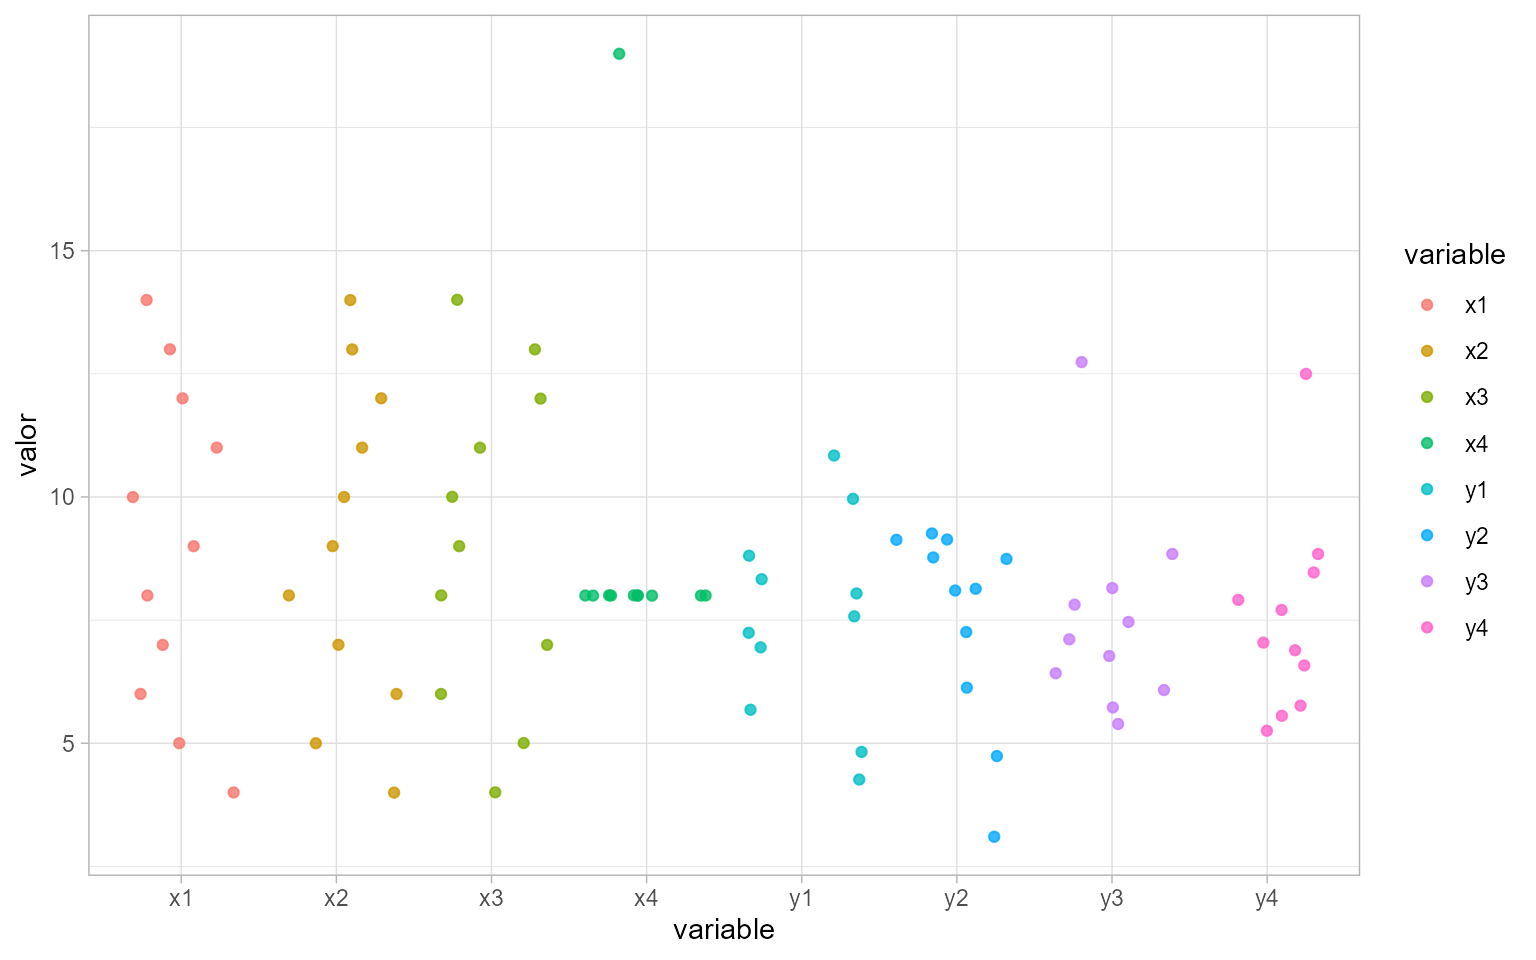 15
10
5
valor
x1 x2 x3 x4 y1 y2 y3 y4
variable
variable
x1
x2
x3
x4
y1
y2
y3
y4